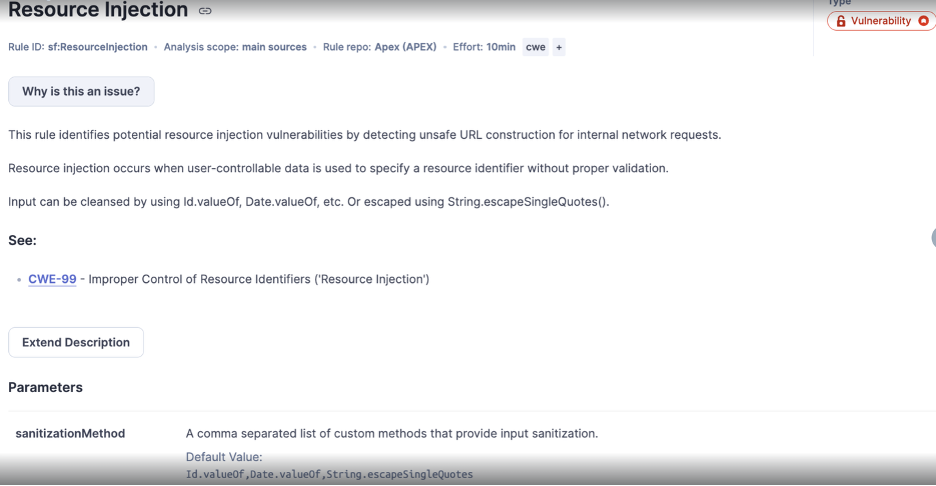 Type
Resource Injection
Vulnerability
Rule ID: sf:ResourceInjection • Analysis scope: main sources • Rule repo: Apex (APEX) • Effort: 10min cwe +
Why is this an issue?
This rule identifies potential resource injection vulnerabilities by detecting unsafe URL construction for internal network requests.
Resource injection occurs when user-controllable data is used to specify a resource identifier without proper validation.
Input can be cleansed by using Id.valueOf, Date.valueOf, etc. Or escaped using String.escapeSingleQuotes().
See:
• CWE-99 - Improper Control of Resource Identifiers ('Resource Injection')
Extend Description
Parameters
sanitizationMethod A comma separated list of custom methods that provide input sanitization.
Default Value:
Id.valueOf,Date.valueOf,String.escapeSingleQuotes